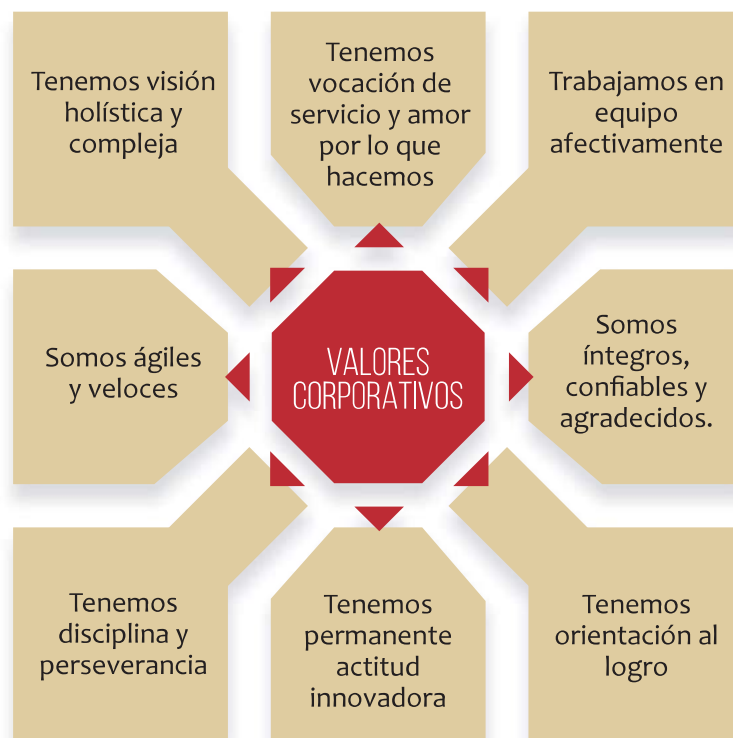 Tenemos visión
holística y
compleja
Tenemos
vocación de
servicio y amor
por lo que
hacemos
Trabajamos en
equipo
afectivamente
Somos ágiles
y veloces
VALORES
CORPORATIVOS
Somos
íntegros,
confiables y
agradecidos.
Tenemos
disciplina y
perseverancia
Tenemos
permanente
actitud
innovadora
Tenemos
orientación al
logro